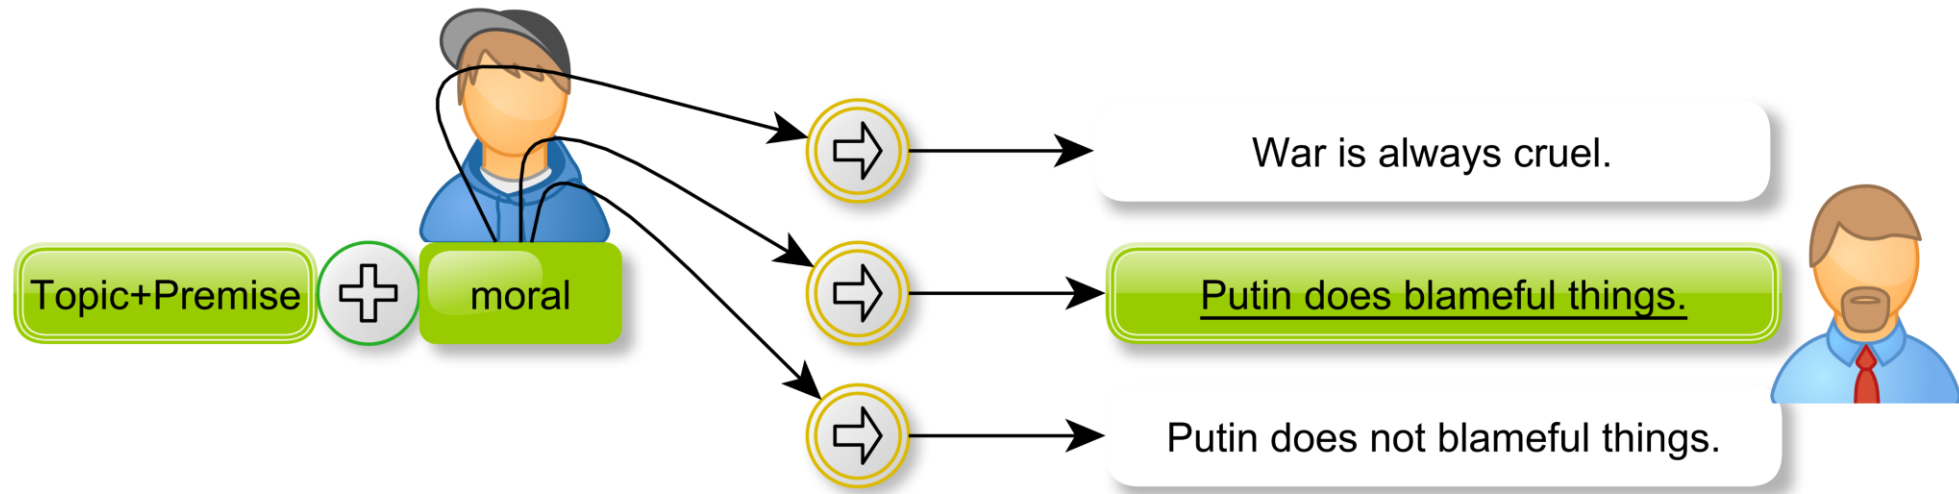 War is always cruel.
Topic+Premise
moral
Putin does blameful things.
Putin does not blameful things.